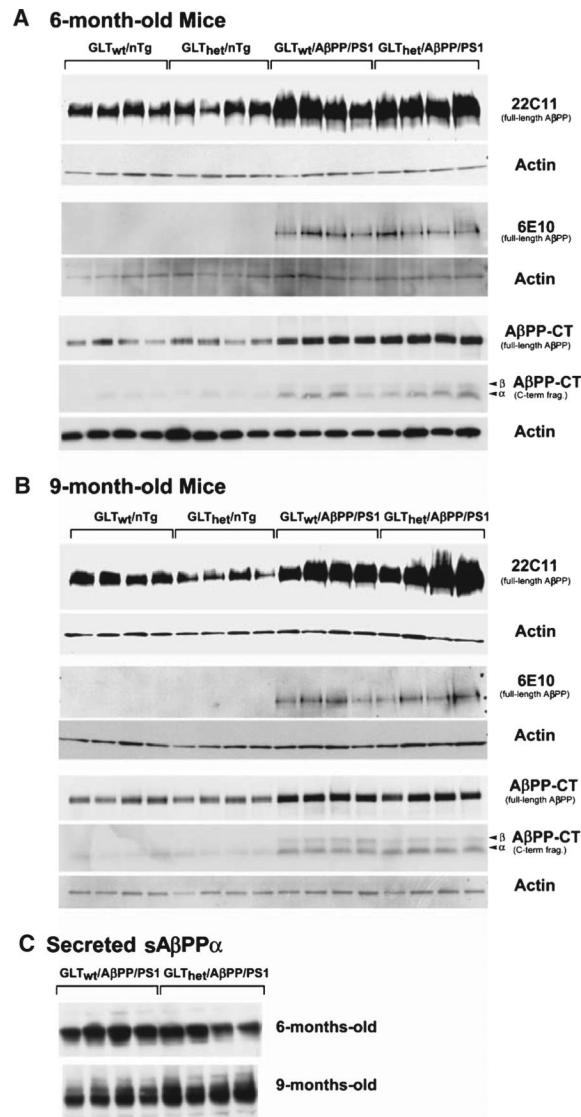 A 6-month-old Mice
GLTwt/nTg GLThet/nTg GLTwt/AβPP/PS1 GLThet/AβPP/PS1
22C11
(full-length AβPP)
Actin
6E10
(full-length AβPP)
Actin
AβPP-CT
(full-length AβPP)
β
AβPP-CT
α
(C-term frag.)
Actin
B 9-month-old Mice
GLTwt/nTg GLThet/nTg GLTwt/AβPP/PS1 GLThet/AβPP/PS1
22C11
(full-length AβPP)
Actin
6E10
(full-length AβPP)
Actin
AβPP-CT
(full-length AβPP)
β
AβPP-CT
α
(C-term frag.)
Actin
C Secreted sAβPPα
GLTwt/AβPP/PS1 GLThet/AβPP/PS1
6-months-old
9-months-old